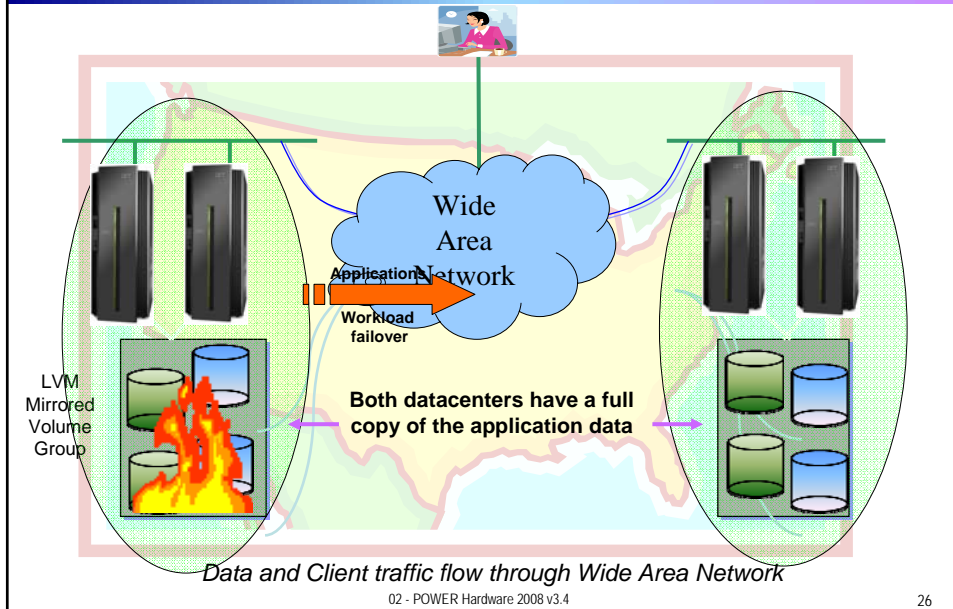 Wide
Area
Network
Applications
Workload
failover
LVM
Mirrored
Volume
Group
Both datacenters have a full
copy of the application data
Data and Client traffic flow through Wide Area Network
02 - POWER Hardware 2008 v3.4
26